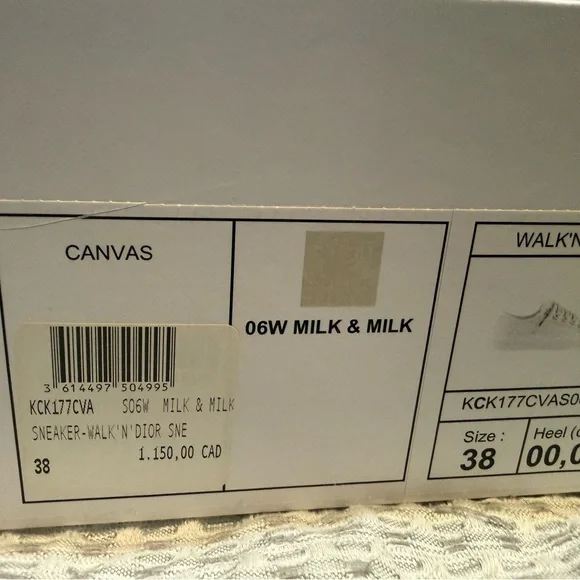 CANVAS
3 614497 504995
KCK177CVA S06W MILK & MILK
SNEAKER-WALK'N'DIOR SNE
1.150,00 CAD
38
06W MILK & MILK
WALK'N
KCK177CVAS0
Size :
38
Heel (
00,0